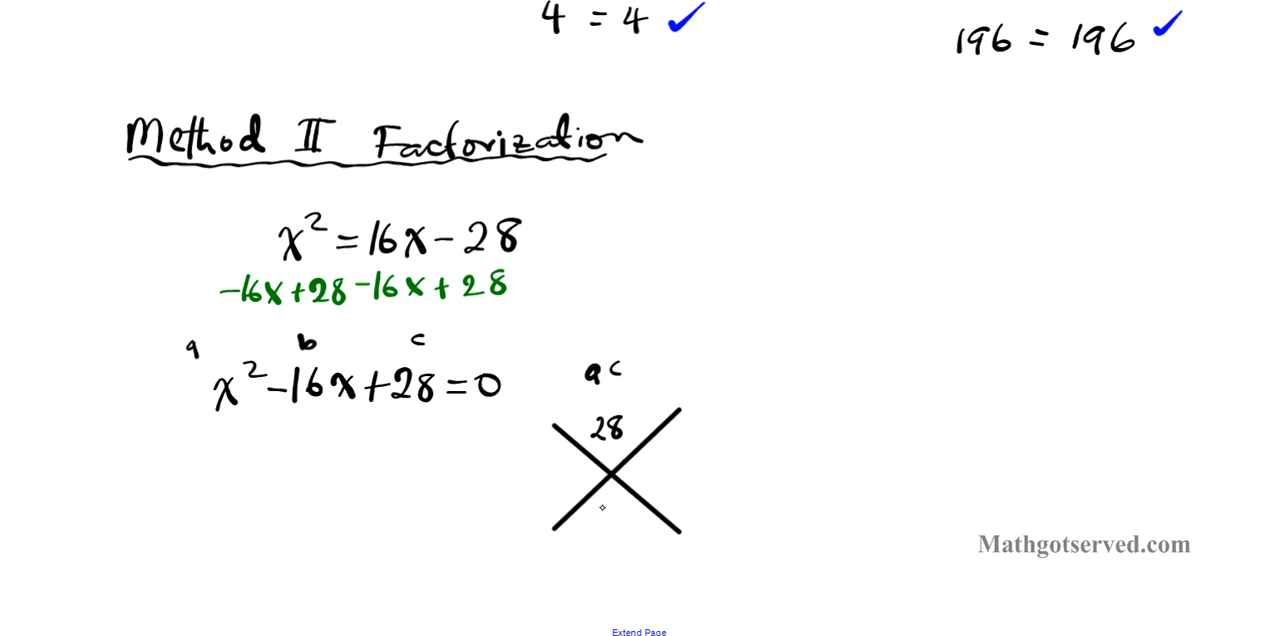 4 = 4 ✓
196 = 196 ✓
Method II Factorization
x² = 16x - 28
-16x + 28 -16x + 28
a b c
x² - 16x + 28 = 0
ac
28
Mathgotserved.com
Extend Page